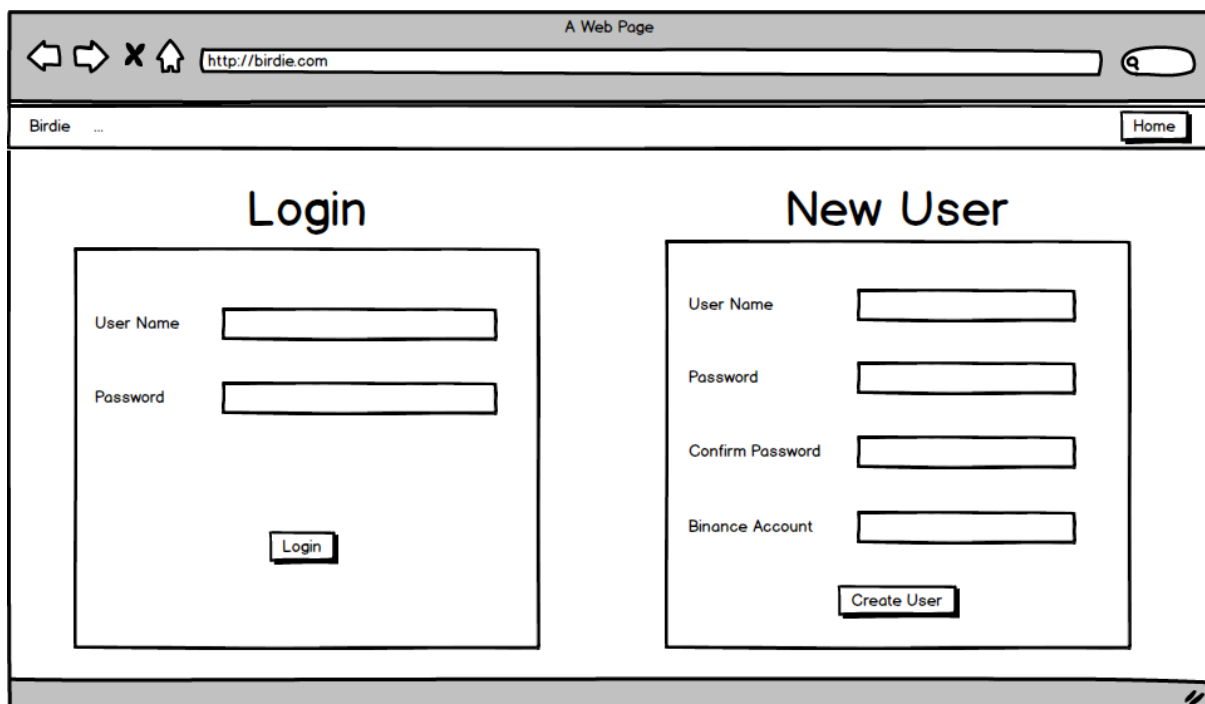 A Web Page
http://birdie.com
Birdie ... Home
Login
User Name
Password
Login
New User
User Name
Password
Confirm Password
Binance Account
Create User